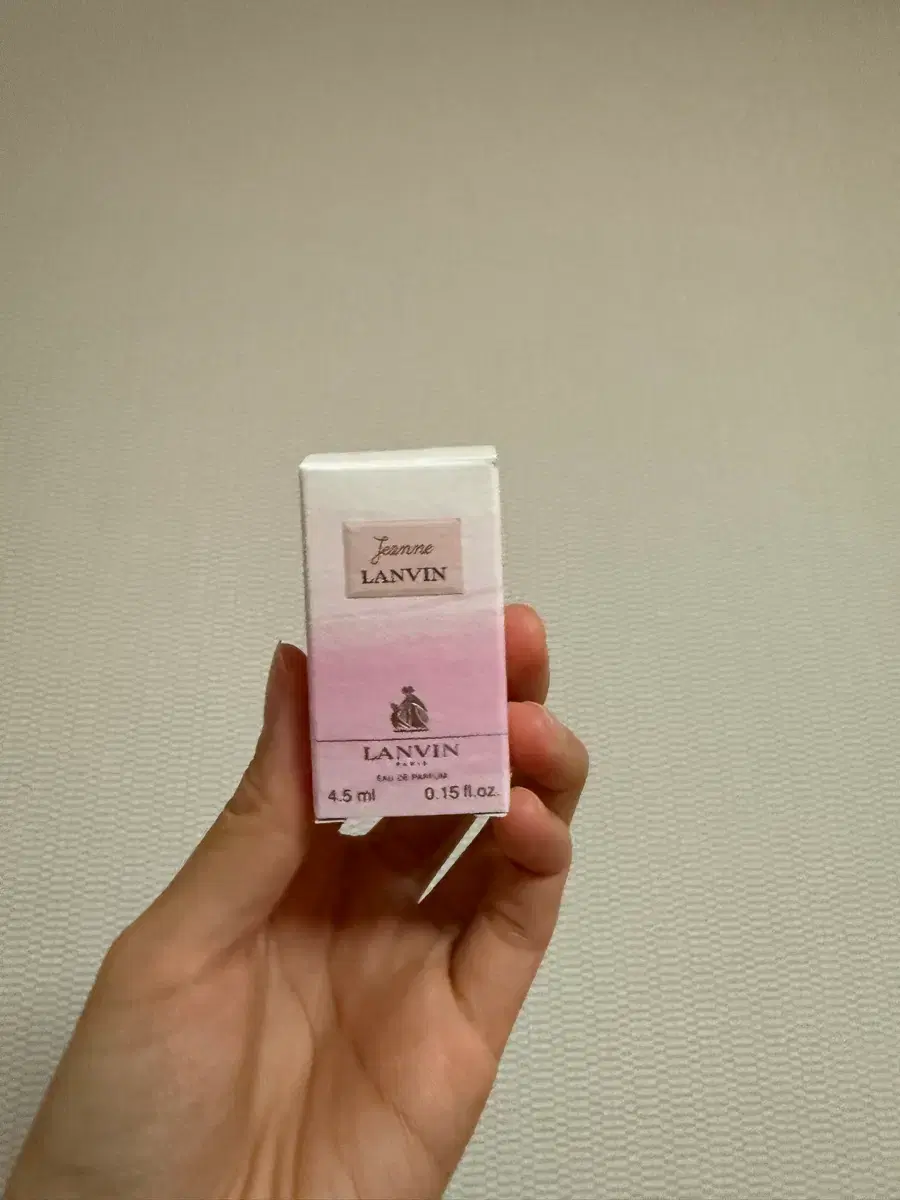 Jeanne
LANVIN
LANVIN
PARIS
EAU DE PARFUM
4.5 ml 0.15 fl.oz.